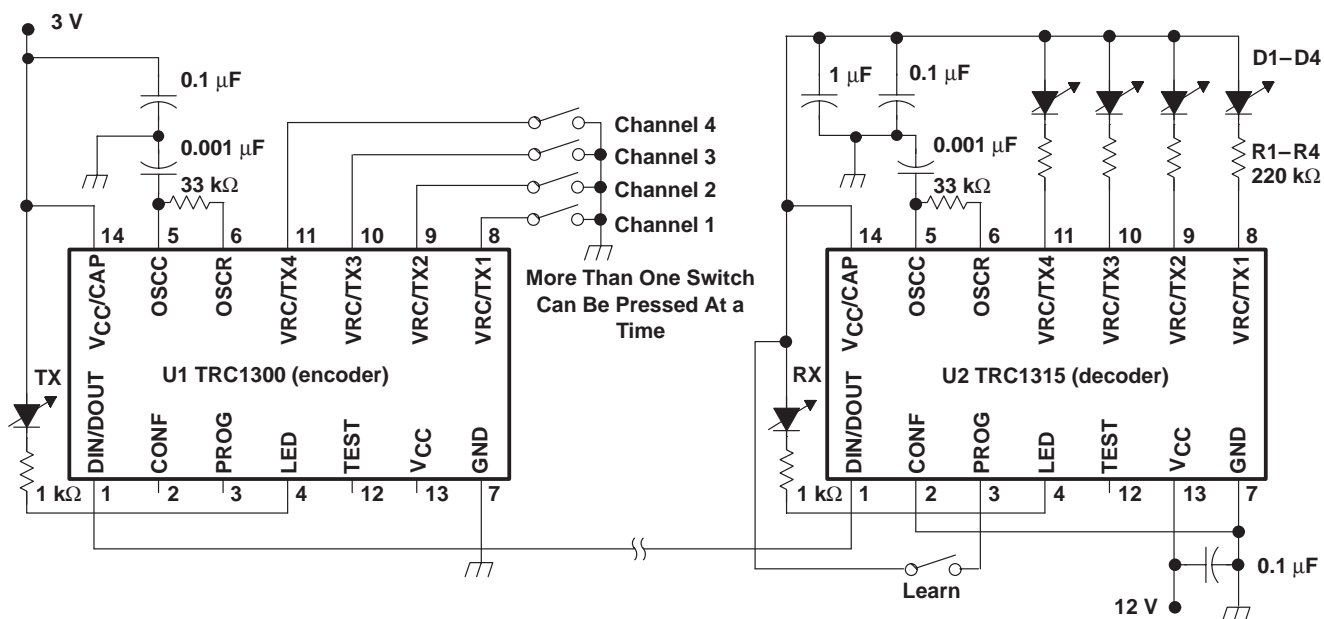 3 V
0.1 μF
0.001 μF
33 kΩ
Channel 4
Channel 3
Channel 2
Channel 1
14
5
6
11
10
9
8
VCC/CAP
OSCC
OSCR
VRC/TX4
VRC/TX3
VRC/TX2
VRC/TX1
More Than One Switch
Can Be Pressed At a
Time
TX
U1 TRC1300 (encoder)
DIN/DOUT
CONF
PROG
LED
TEST
VCC
GND
1 kΩ
1
2
3
4
12
13
7
1 μF
0.1 μF
D1–D4
0.001 μF
R1–R4
220 kΩ
33 kΩ
14
5
6
11
10
9
8
VCC/CAP
OSCC
OSCR
VRC/TX4
VRC/TX3
VRC/TX2
VRC/TX1
RX
U2 TRC1315 (decoder)
DIN/DOUT
CONF
PROG
LED
TEST
VCC
GND
1 kΩ
1
2
3
4
12
13
7
Learn
0.1 μF
12 V